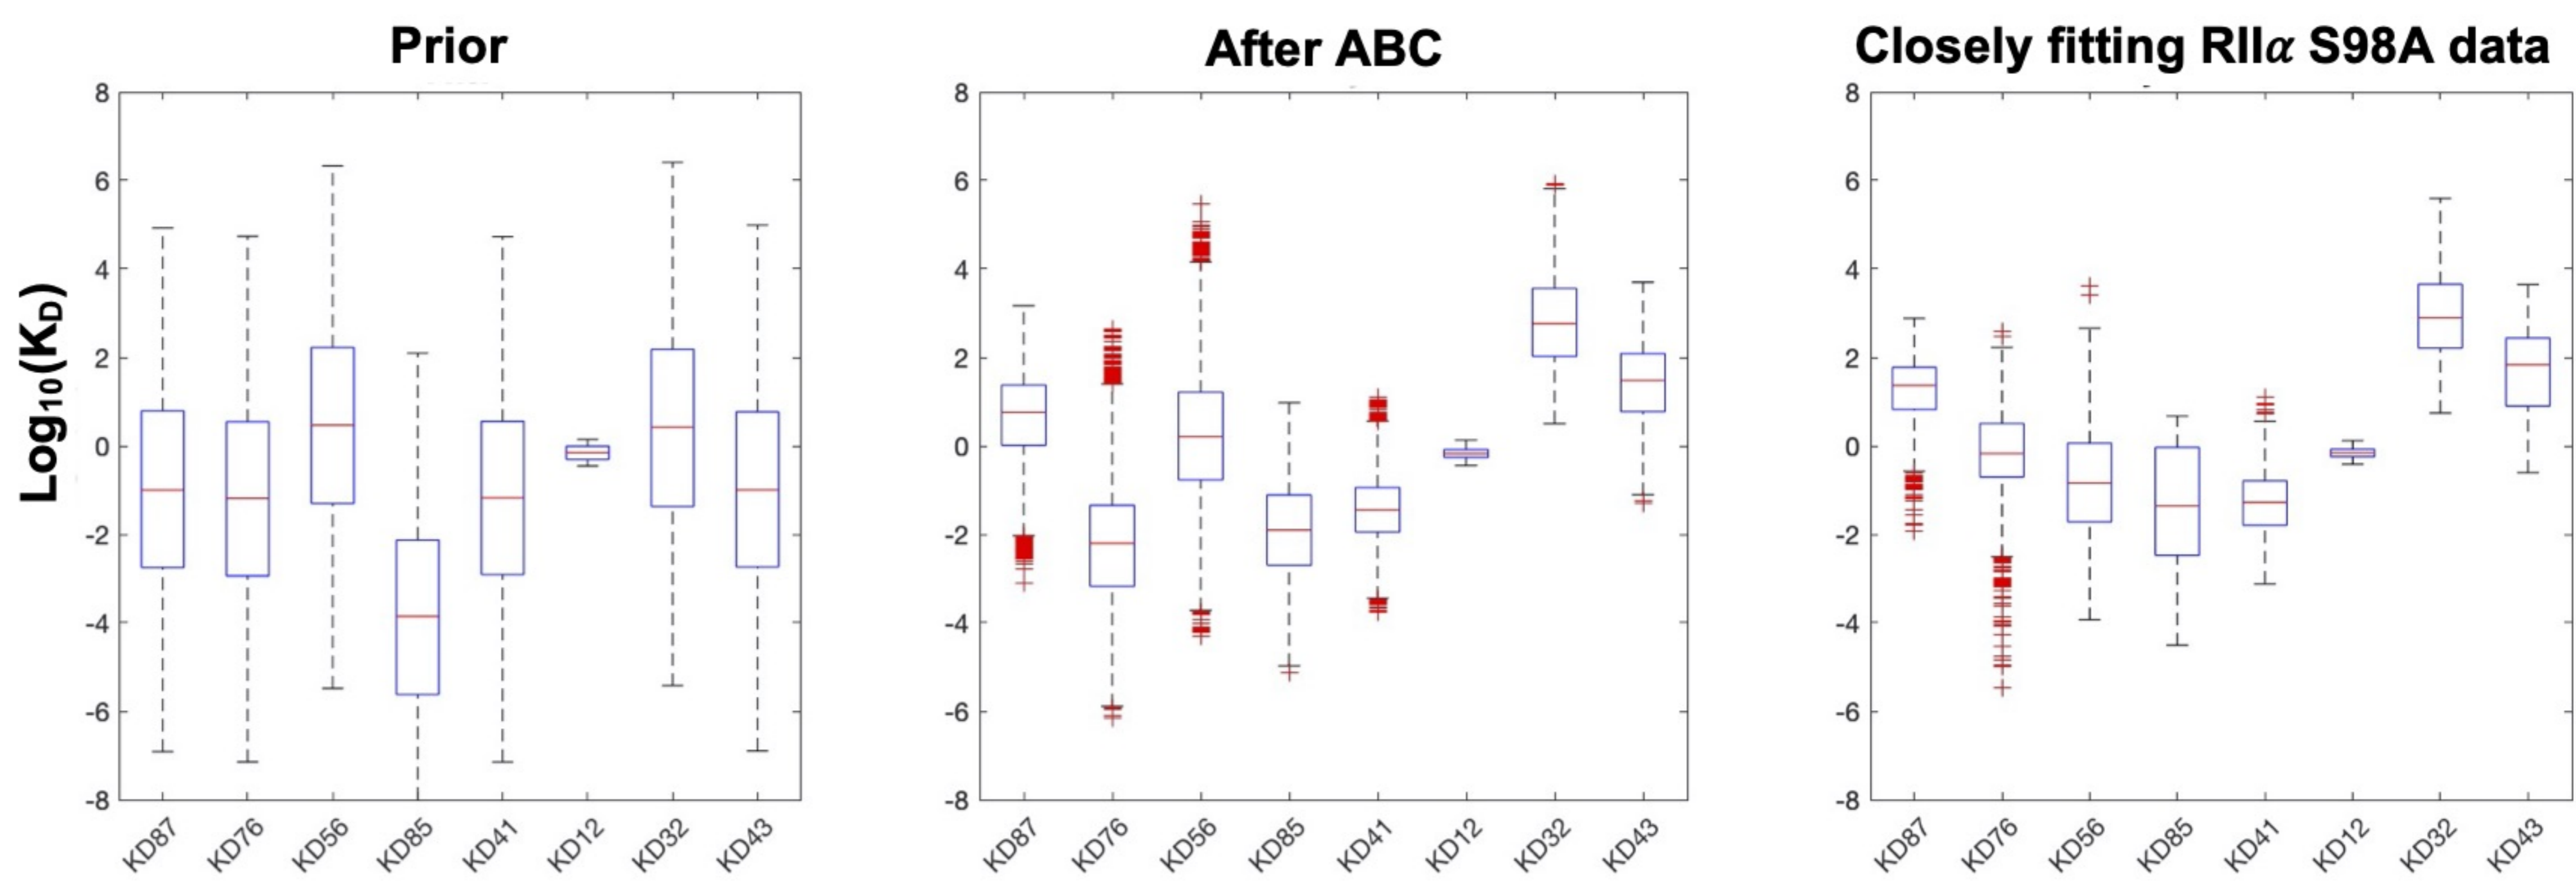 Prior
After ABC
Closely fitting RIIα S98A data
Log₁₀(K_D)
8
6
4
2
0
-2
-4
-6
-8
KD87
KD76
KD56
KD85
KD41
KD12
KD32
KD43
8
6
4
2
0
-2
-4
-6
-8
KD87
KD76
KD56
KD85
KD41
KD12
KD32
KD43
8
6
4
2
0
-2
-4
-6
-8
KD87
KD76
KD56
KD85
KD41
KD12
KD32
KD43